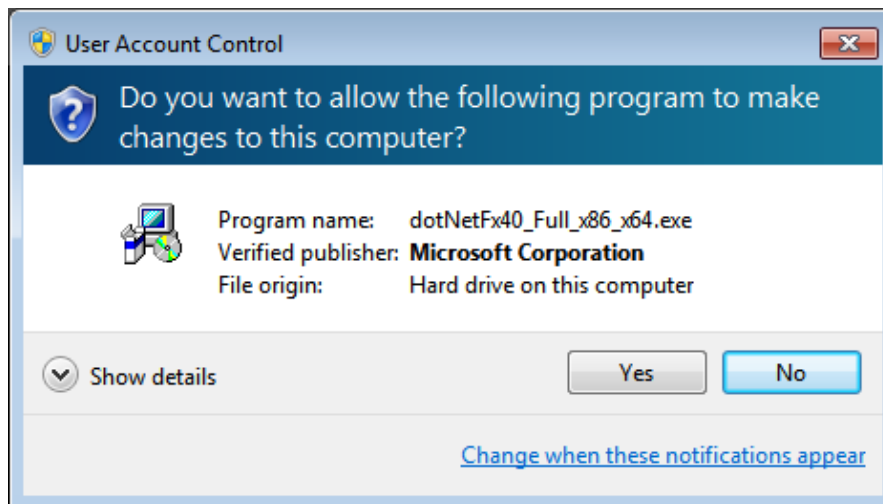 User Account Control
Do you want to allow the following program to make
changes to this computer?
Program name: dotNetFx40_Full_x86_x64.exe
Verified publisher: Microsoft Corporation
File origin: Hard drive on this computer
Show details
Yes
No
Change when these notifications appear